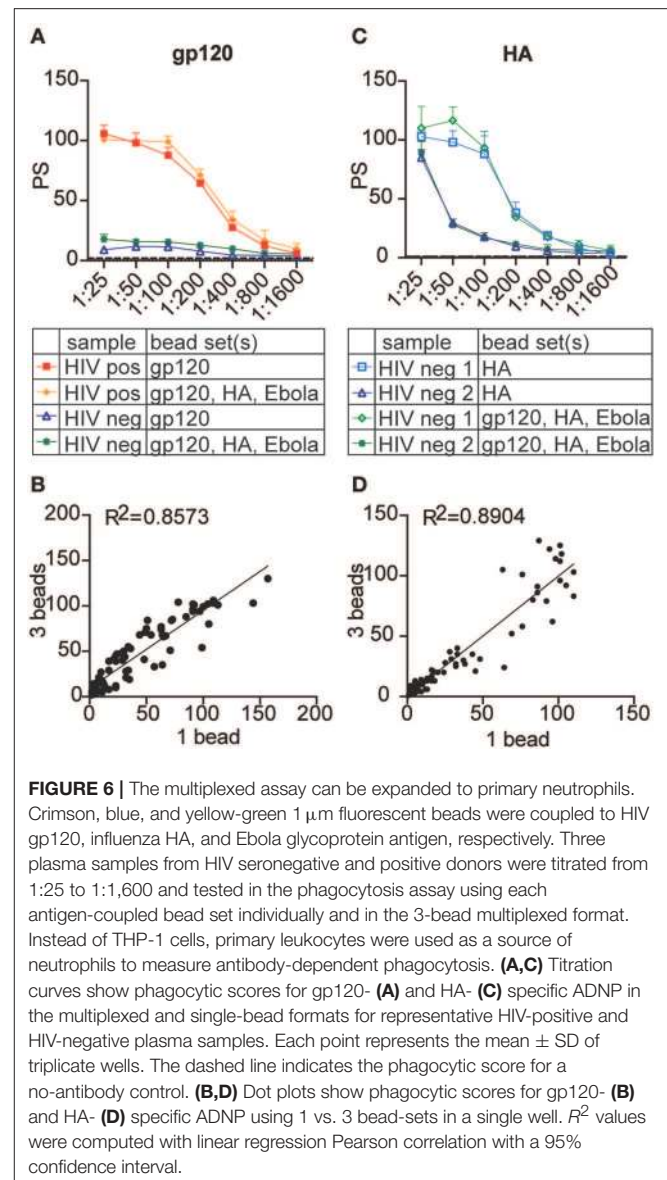 A
gp120
150
100
50
0
PS
1:25
1:50
1:100
1:200
1:400
1:800
1:1600
sample bead set(s)
HIV pos gp120
HIV pos gp120, HA, Ebola
HIV neg gp120
HIV neg gp120, HA, Ebola
C
HA
150
100
50
0
PS
1:25
1:50
1:100
1:200
1:400
1:800
1:1600
sample bead set(s)
HIV neg 1 HA
HIV neg 2 HA
HIV neg 1 gp120, HA, Ebola
HIV neg 2 gp120, HA, Ebola
B
R²=0.8573
200
150
100
50
0
3 beads
0 50 100 150 200
1 bead
D
R²=0.8904
150
100
50
0
3 beads
0 50 100 150
1 bead
FIGURE 6 | The multiplexed assay can be expanded to primary neutrophils.
Crimson, blue, and yellow-green 1 μm fluorescent beads were coupled to HIV
gp120, influenza HA, and Ebola glycoprotein antigen, respectively. Three
plasma samples from HIV seronegative and positive donors were titrated from
1:25 to 1:1,600 and tested in the phagocytosis assay using each
antigen-coupled bead set individually and in the 3-bead multiplexed format.
Instead of THP-1 cells, primary leukocytes were used as a source of
neutrophils to measure antibody-dependent phagocytosis. (A,C) Titration
curves show phagocytic scores for gp120- (A) and HA- (C) specific ADNP in
the multiplexed and single-bead formats for representative HIV-positive and
HIV-negative plasma samples. Each point represents the mean ± SD of
triplicate wells. The dashed line indicates the phagocytic score for a
no-antibody control. (B,D) Dot plots show phagocytic scores for gp120- (B)
and HA- (D) specific ADNP using 1 vs. 3 bead-sets in a single well. R² values
were computed with linear regression Pearson correlation with a 95%
confidence interval.